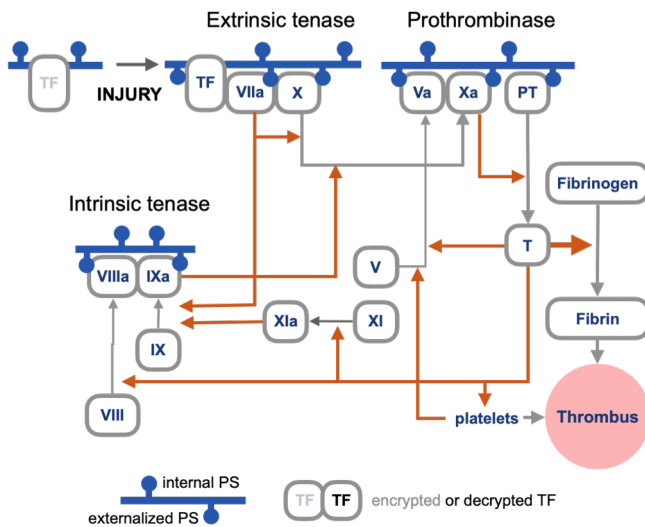 Extrinsic tenase
Prothrombinase
TF
INJURY
TF
VIIa
X
Va
Xa
PT
Fibrinogen
Intrinsic tenase
VIIIa
IXa
V
T
IX
XIa
XI
Fibrin
VIII
platelets
Thrombus
internal PS
externalized PS
TF
TF
encrypted or decrypted TF